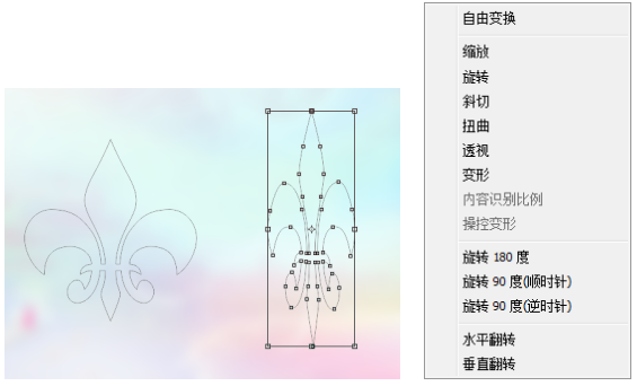 自由变换
缩放
旋转
斜切
扭曲
透视
变形
内容识别比例
操控变形
旋转 180 度
旋转 90 度(顺时针)
旋转 90 度(逆时针)
水平翻转
垂直翻转